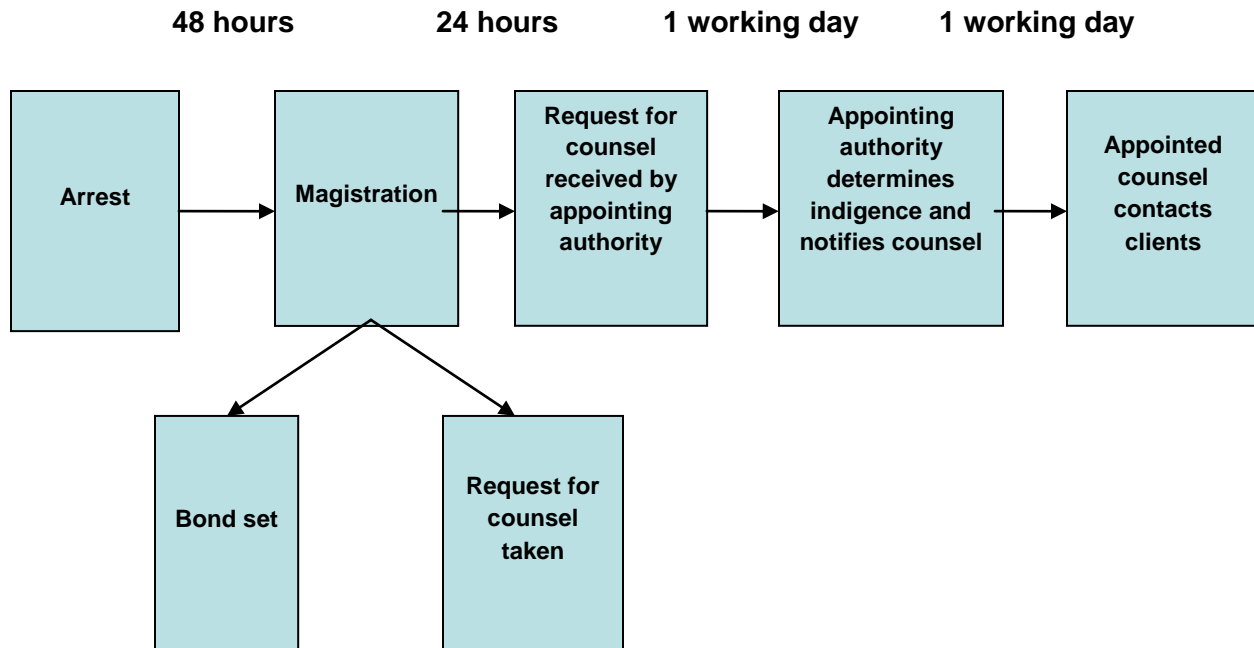 48 hours 24 hours 1 working day 1 working day
Arrest
Magistration
Request for
counsel
received by
appointing
authority
Appointing
authority
determines
indigence and
notifies counsel
Appointed
counsel
contacts
clients
Bond set
Request for
counsel
taken